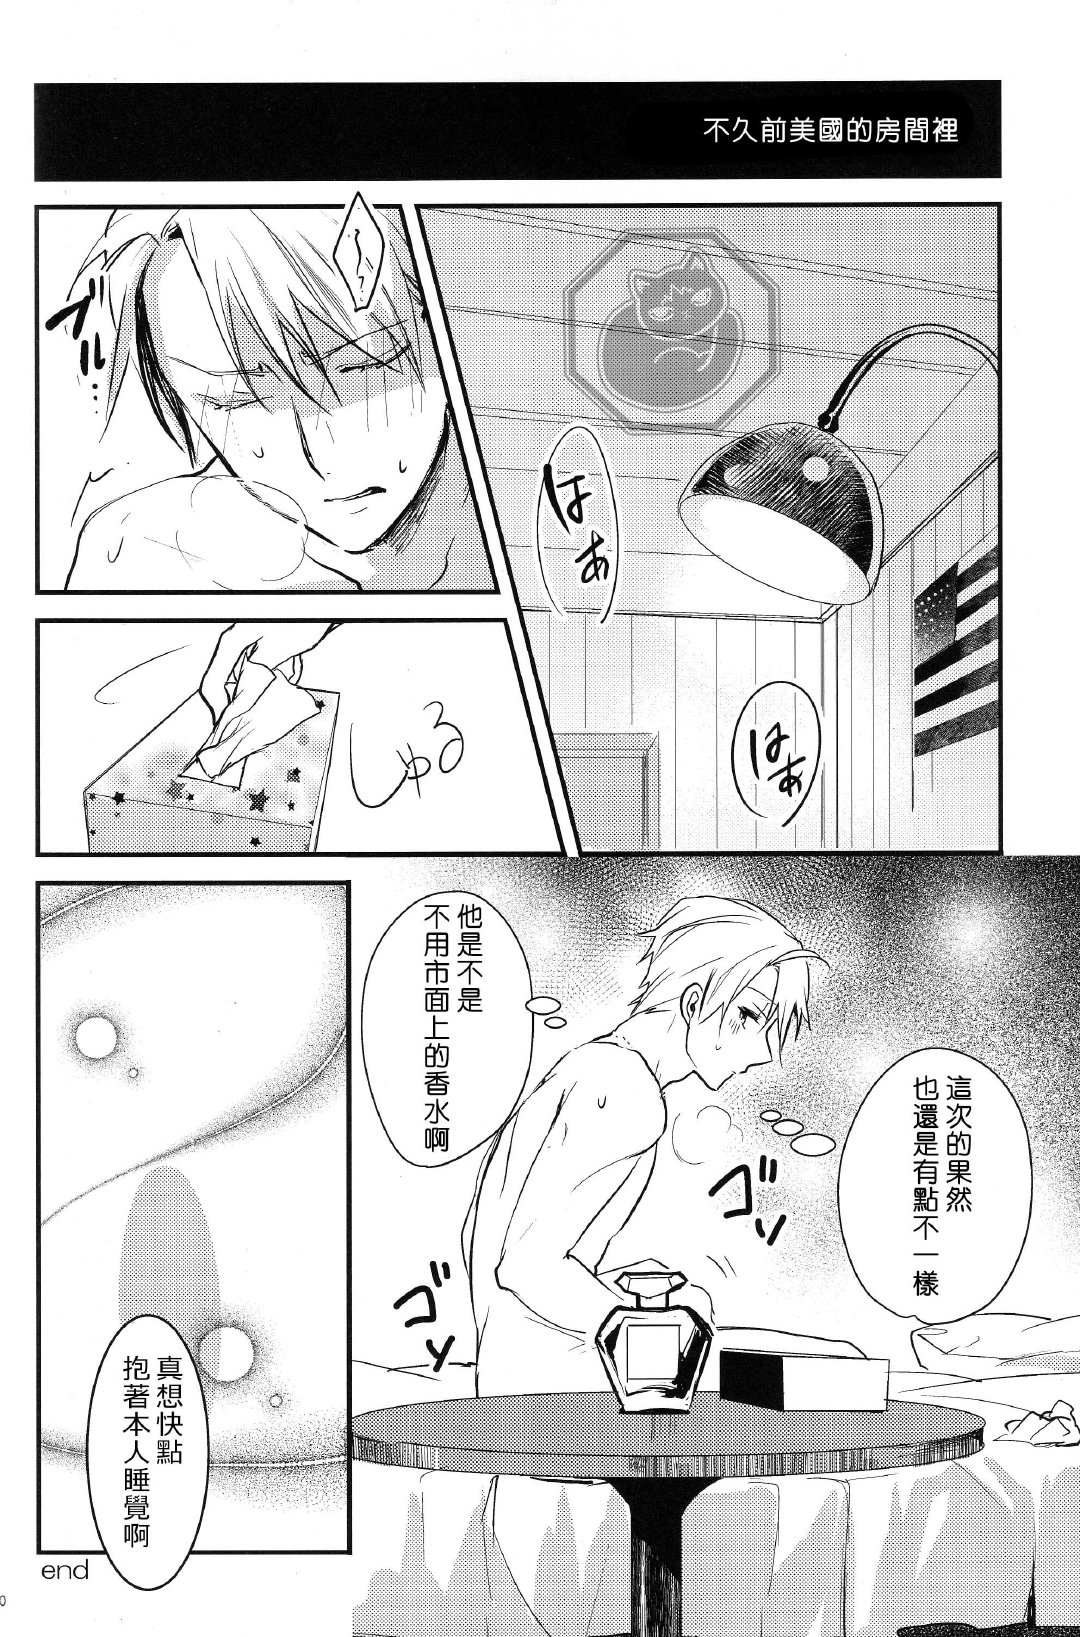 不久前美國的房間裡
はぁ
はぁ
ブル
ブル…
しゅる
這次的果然
也還是有點不一樣
ゴソ
ゴソ
他是不是
不用市面上的香水啊
真想快點
抱著本人睡覺啊
end